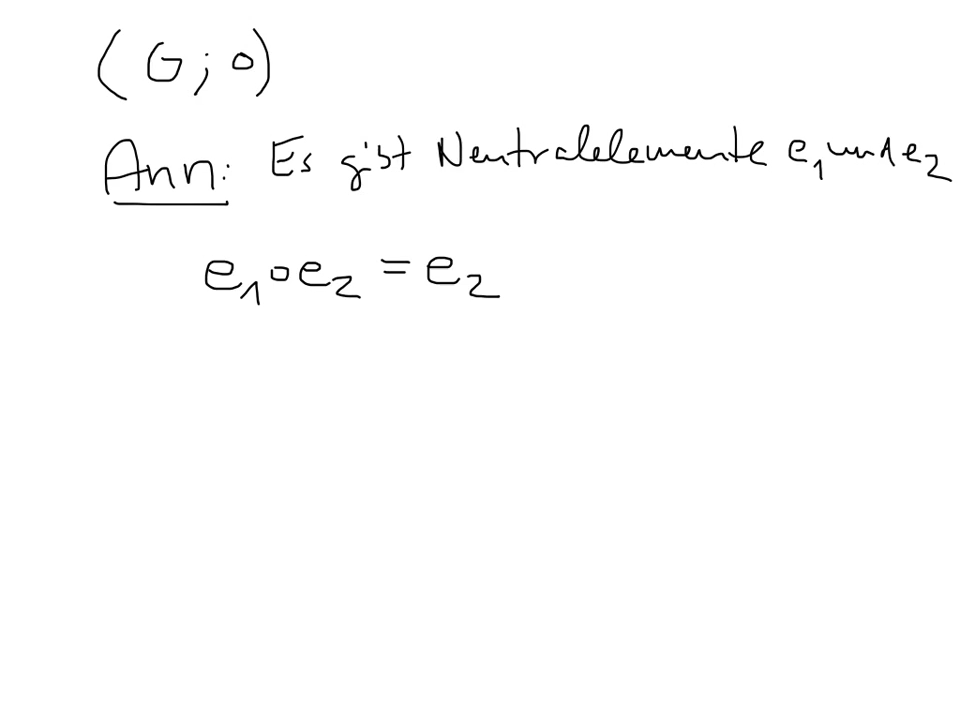 (G; ∘)
Ann: Es gibt Neutralelemente e₁ und e₂
e₁∘e₂ = e₂